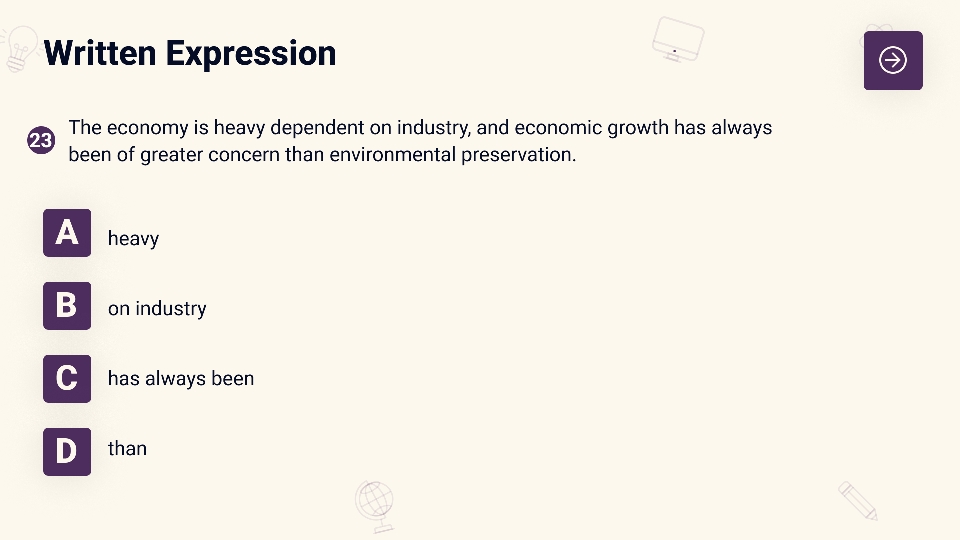 Written Expression
23
The economy is heavy dependent on industry, and economic growth has always
been of greater concern than environmental preservation.
A
heavy
B
on industry
C
has always been
D
than